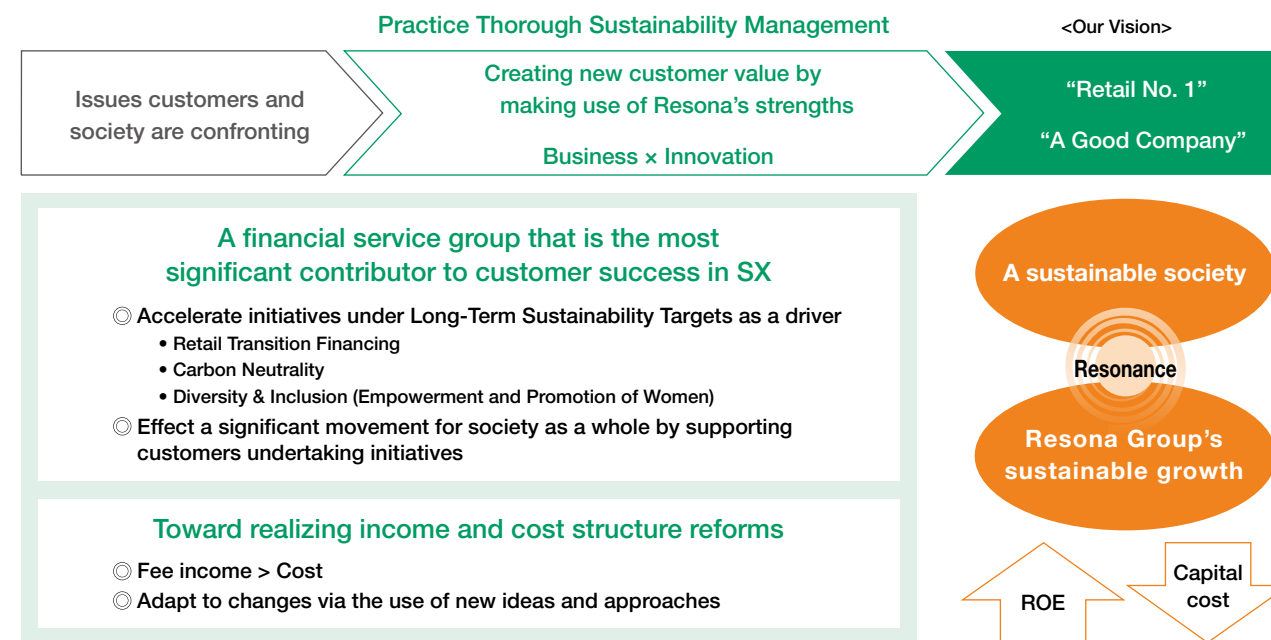 Practice Thorough Sustainability Management
<Our Vision>
Issues customers and
society are confronting
Creating new customer value by
making use of Resona’s strengths
Business × Innovation
“Retail No. 1”
“A Good Company”
A financial service group that is the most
significant contributor to customer success in SX
◎ Accelerate initiatives under Long-Term Sustainability Targets as a driver
• Retail Transition Financing
• Carbon Neutrality
• Diversity & Inclusion (Empowerment and Promotion of Women)
◎ Effect a significant movement for society as a whole by supporting
customers undertaking initiatives
Toward realizing income and cost structure reforms
◎ Fee income > Cost
◎ Adapt to changes via the use of new ideas and approaches
A sustainable society
Resonance
Resona Group’s
sustainable growth
ROE
Capital
cost